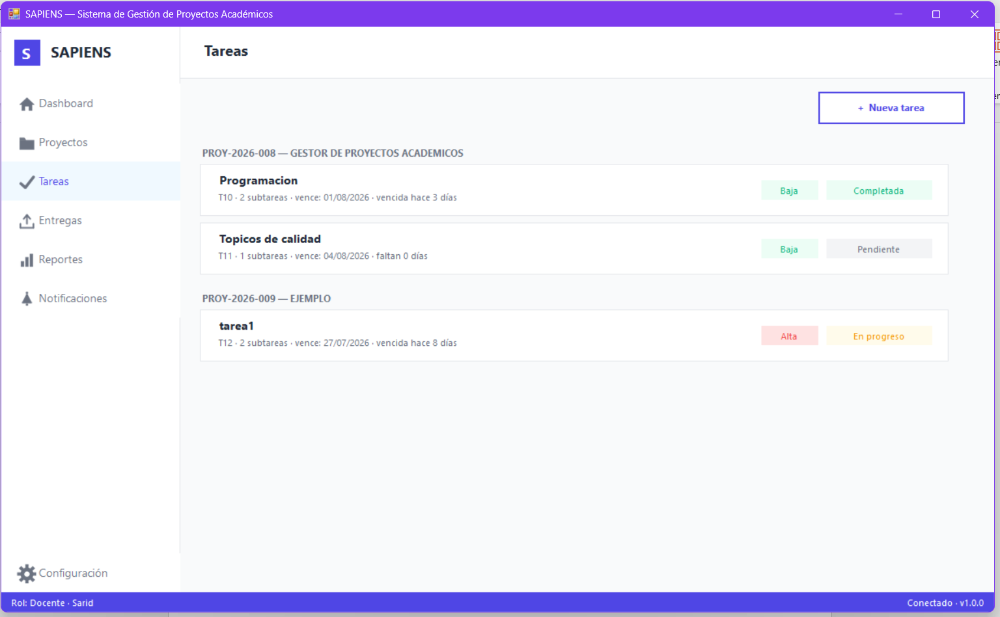 SAPIENS — Sistema de Gestión de Proyectos Académicos
S SAPIENS
Tareas
Dashboard
Proyectos
Tareas
Entregas
Reportes
Notificaciones
Configuración
+ Nueva tarea
PROY-2026-008 — GESTOR DE PROYECTOS ACADEMICOS
Programacion
T10 · 2 subtareas · vence: 01/08/2026 · vencida hace 3 días
Baja
Completada
Topicos de calidad
T11 · 1 subtareas · vence: 04/08/2026 · faltan 0 días
Baja
Pendiente
PROY-2026-009 — EJEMPLO
tarea1
T12 · 2 subtareas · vence: 27/07/2026 · vencida hace 8 días
Alta
En progreso
Rol: Docente · Sarid
Conectado · v1.0.0